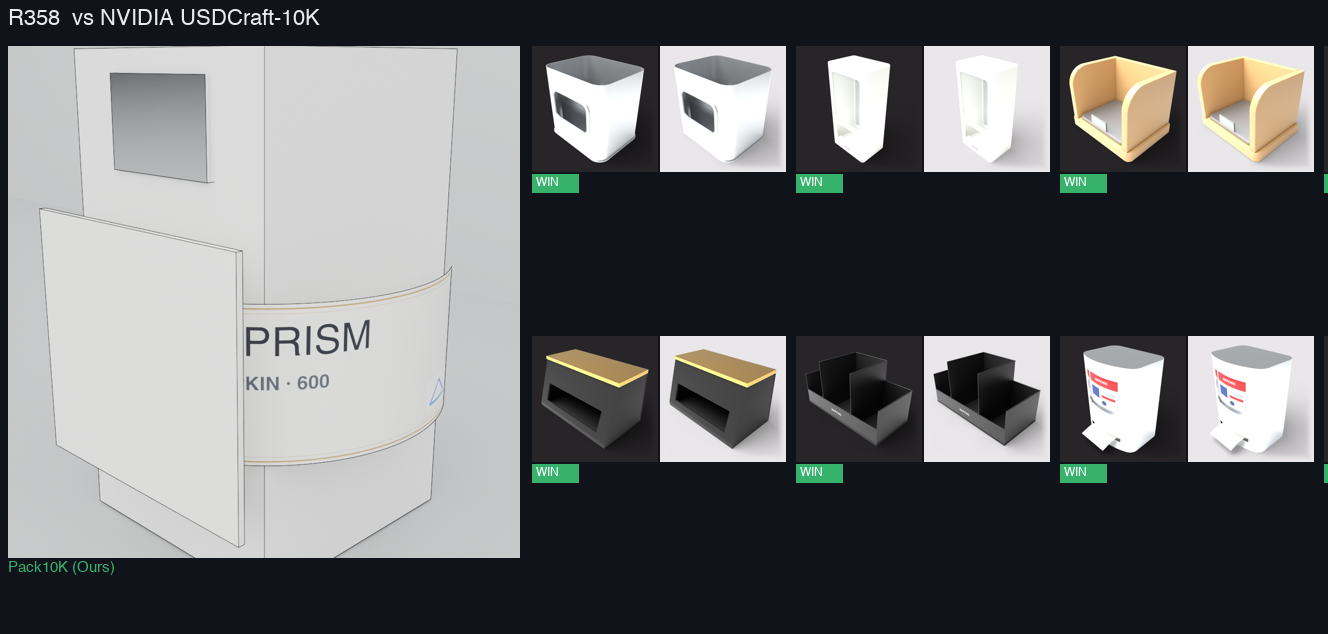 R358 vs NVIDIA USDCraft-10K
PRISM
KIN · 600
WIN
WIN
WIN
WIN
WIN
WIN
Pack10K (Ours)